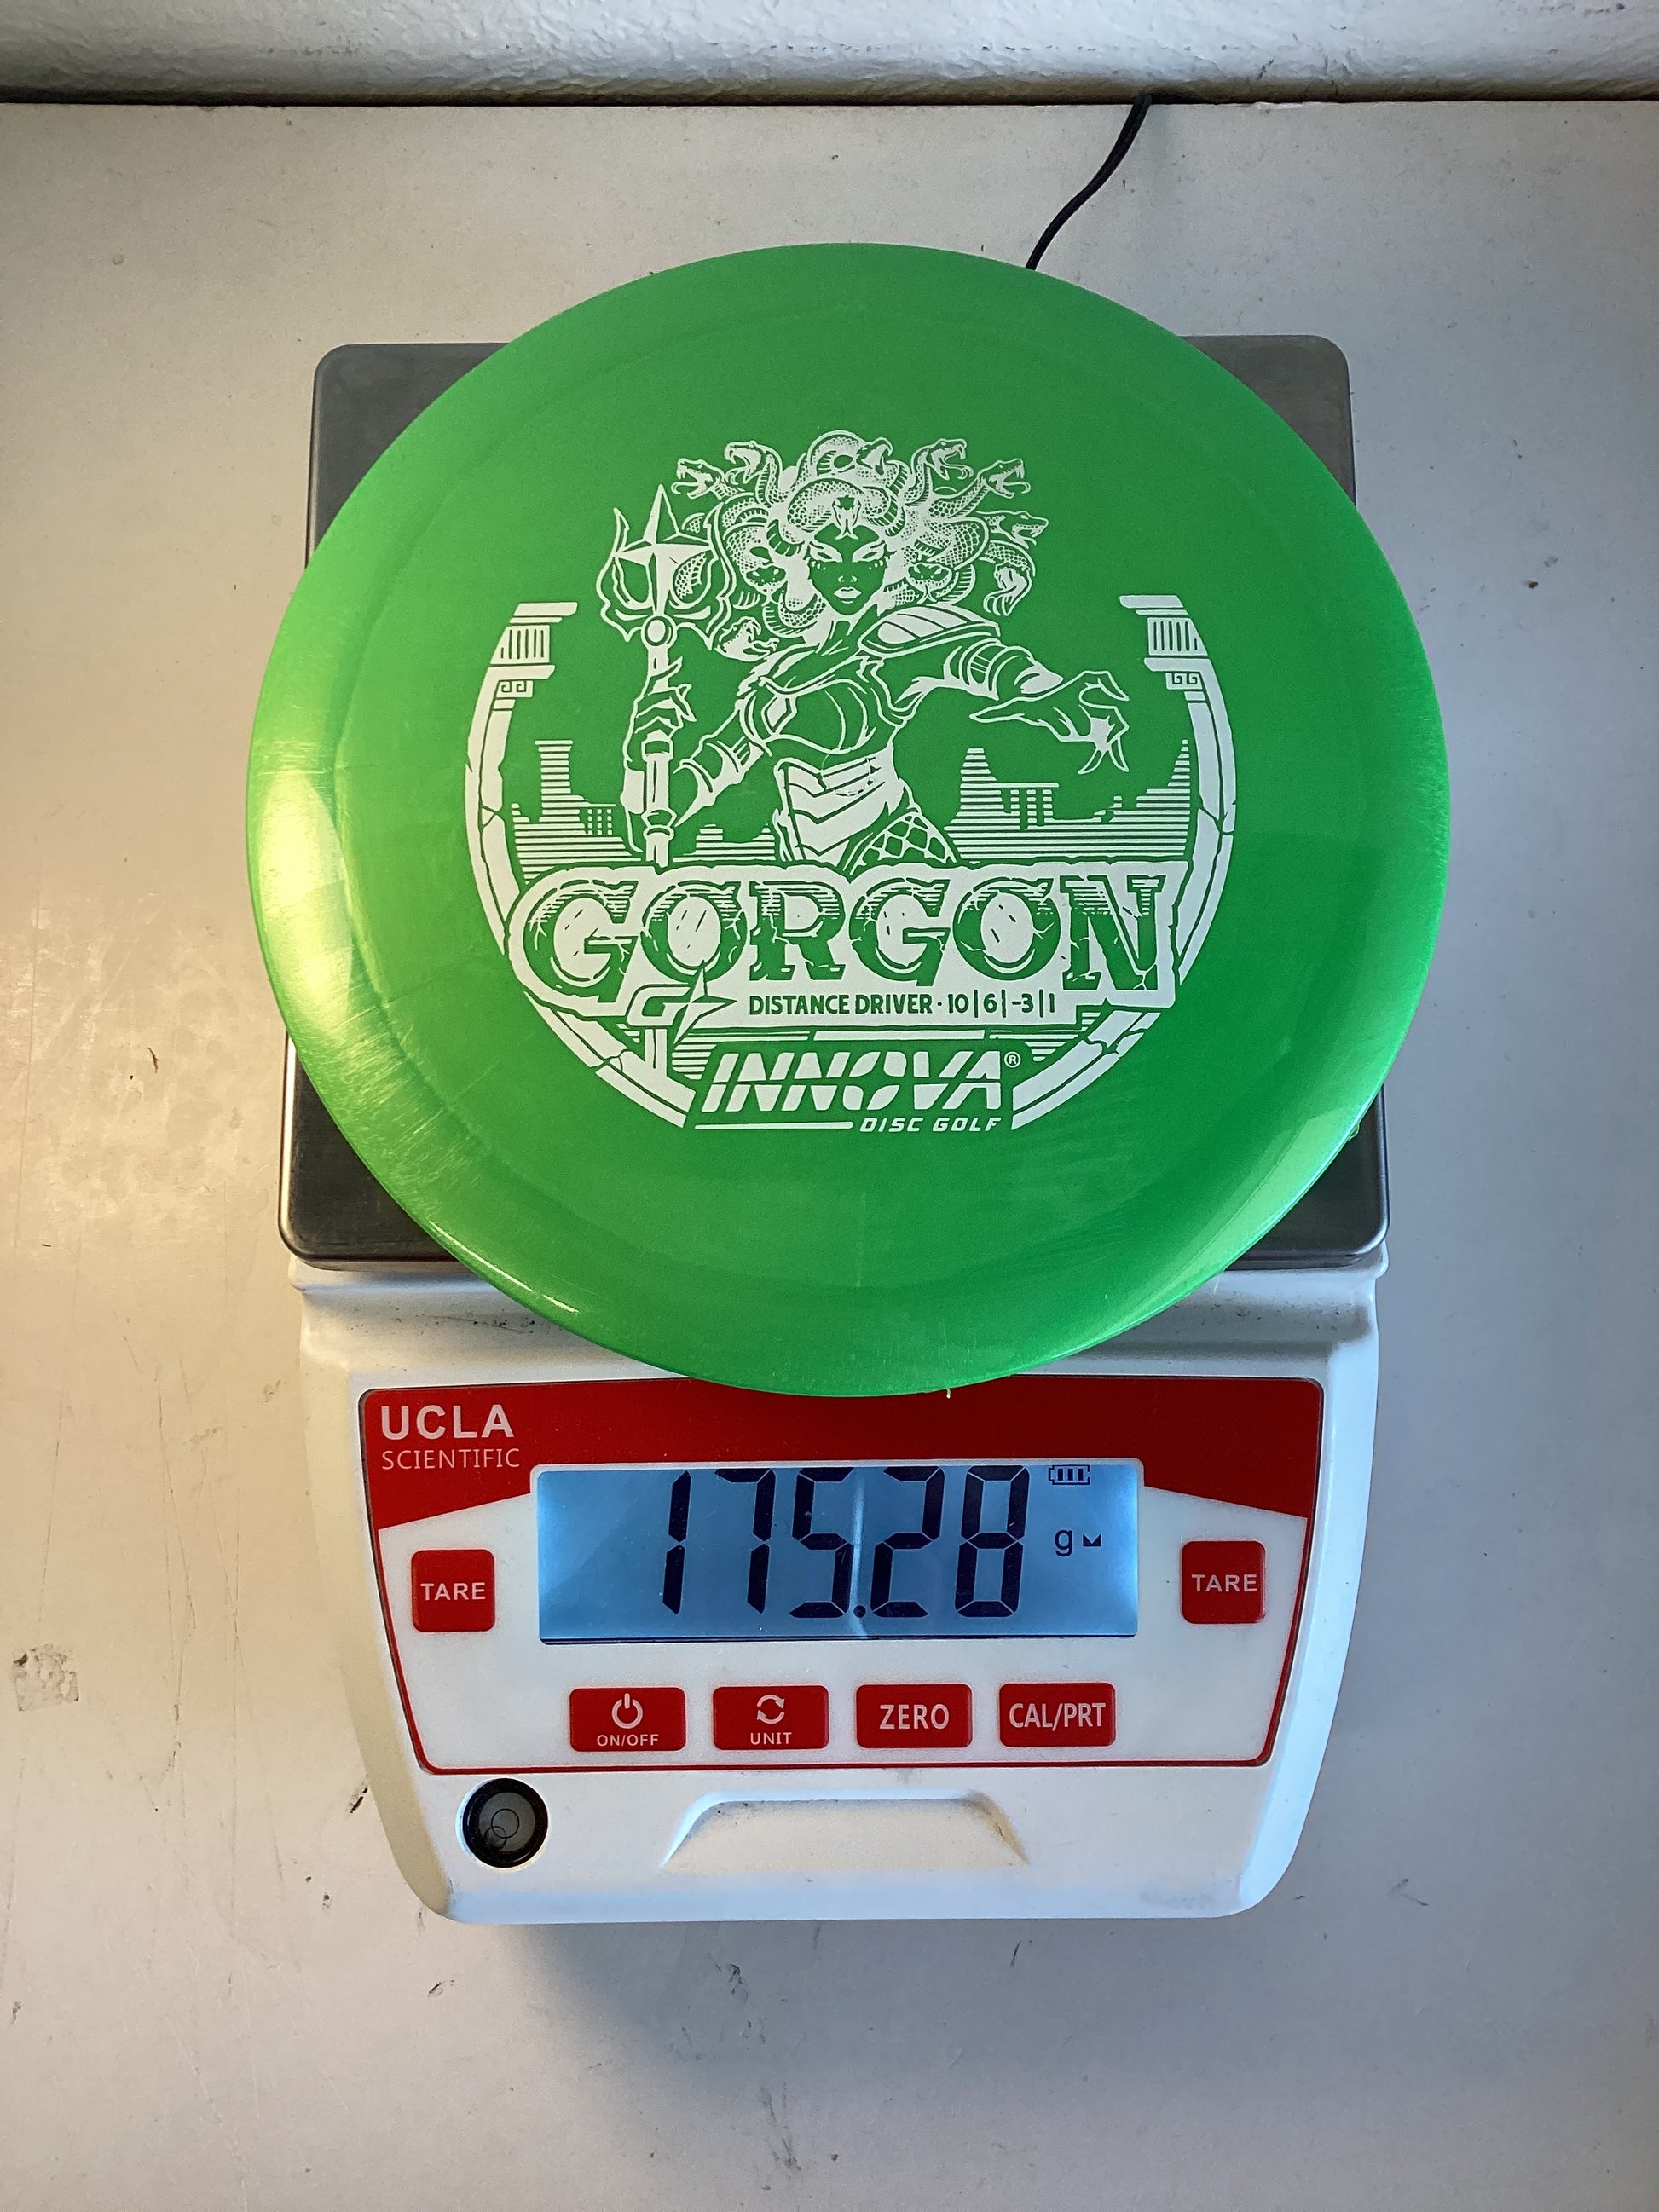 GORGON
G DISTANCE DRIVER · 10|6|-3|1
INNOVA®
DISC GOLF
UCLA
SCIENTIFIC
175.28
g
TARE
TARE
ON/OFF
UNIT
ZERO
CAL/PRT